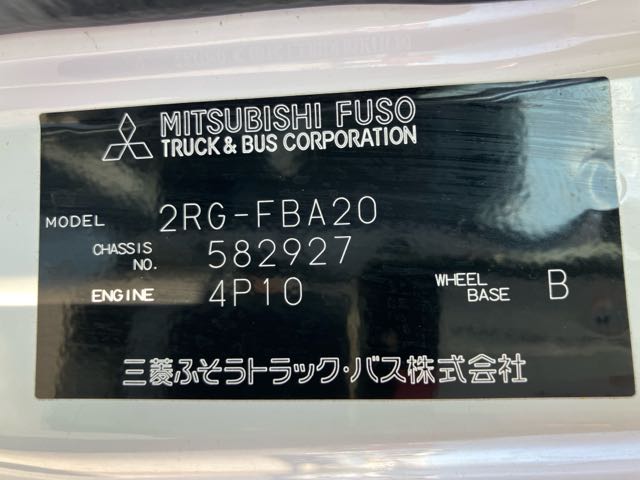 MITSUBISHI FUSO
TRUCK & BUS CORPORATION
MODEL 2RG-FBA20
CHASSIS NO. 582927
ENGINE 4P10 WHEEL BASE B
三菱ふそうトラック・バス株式会社